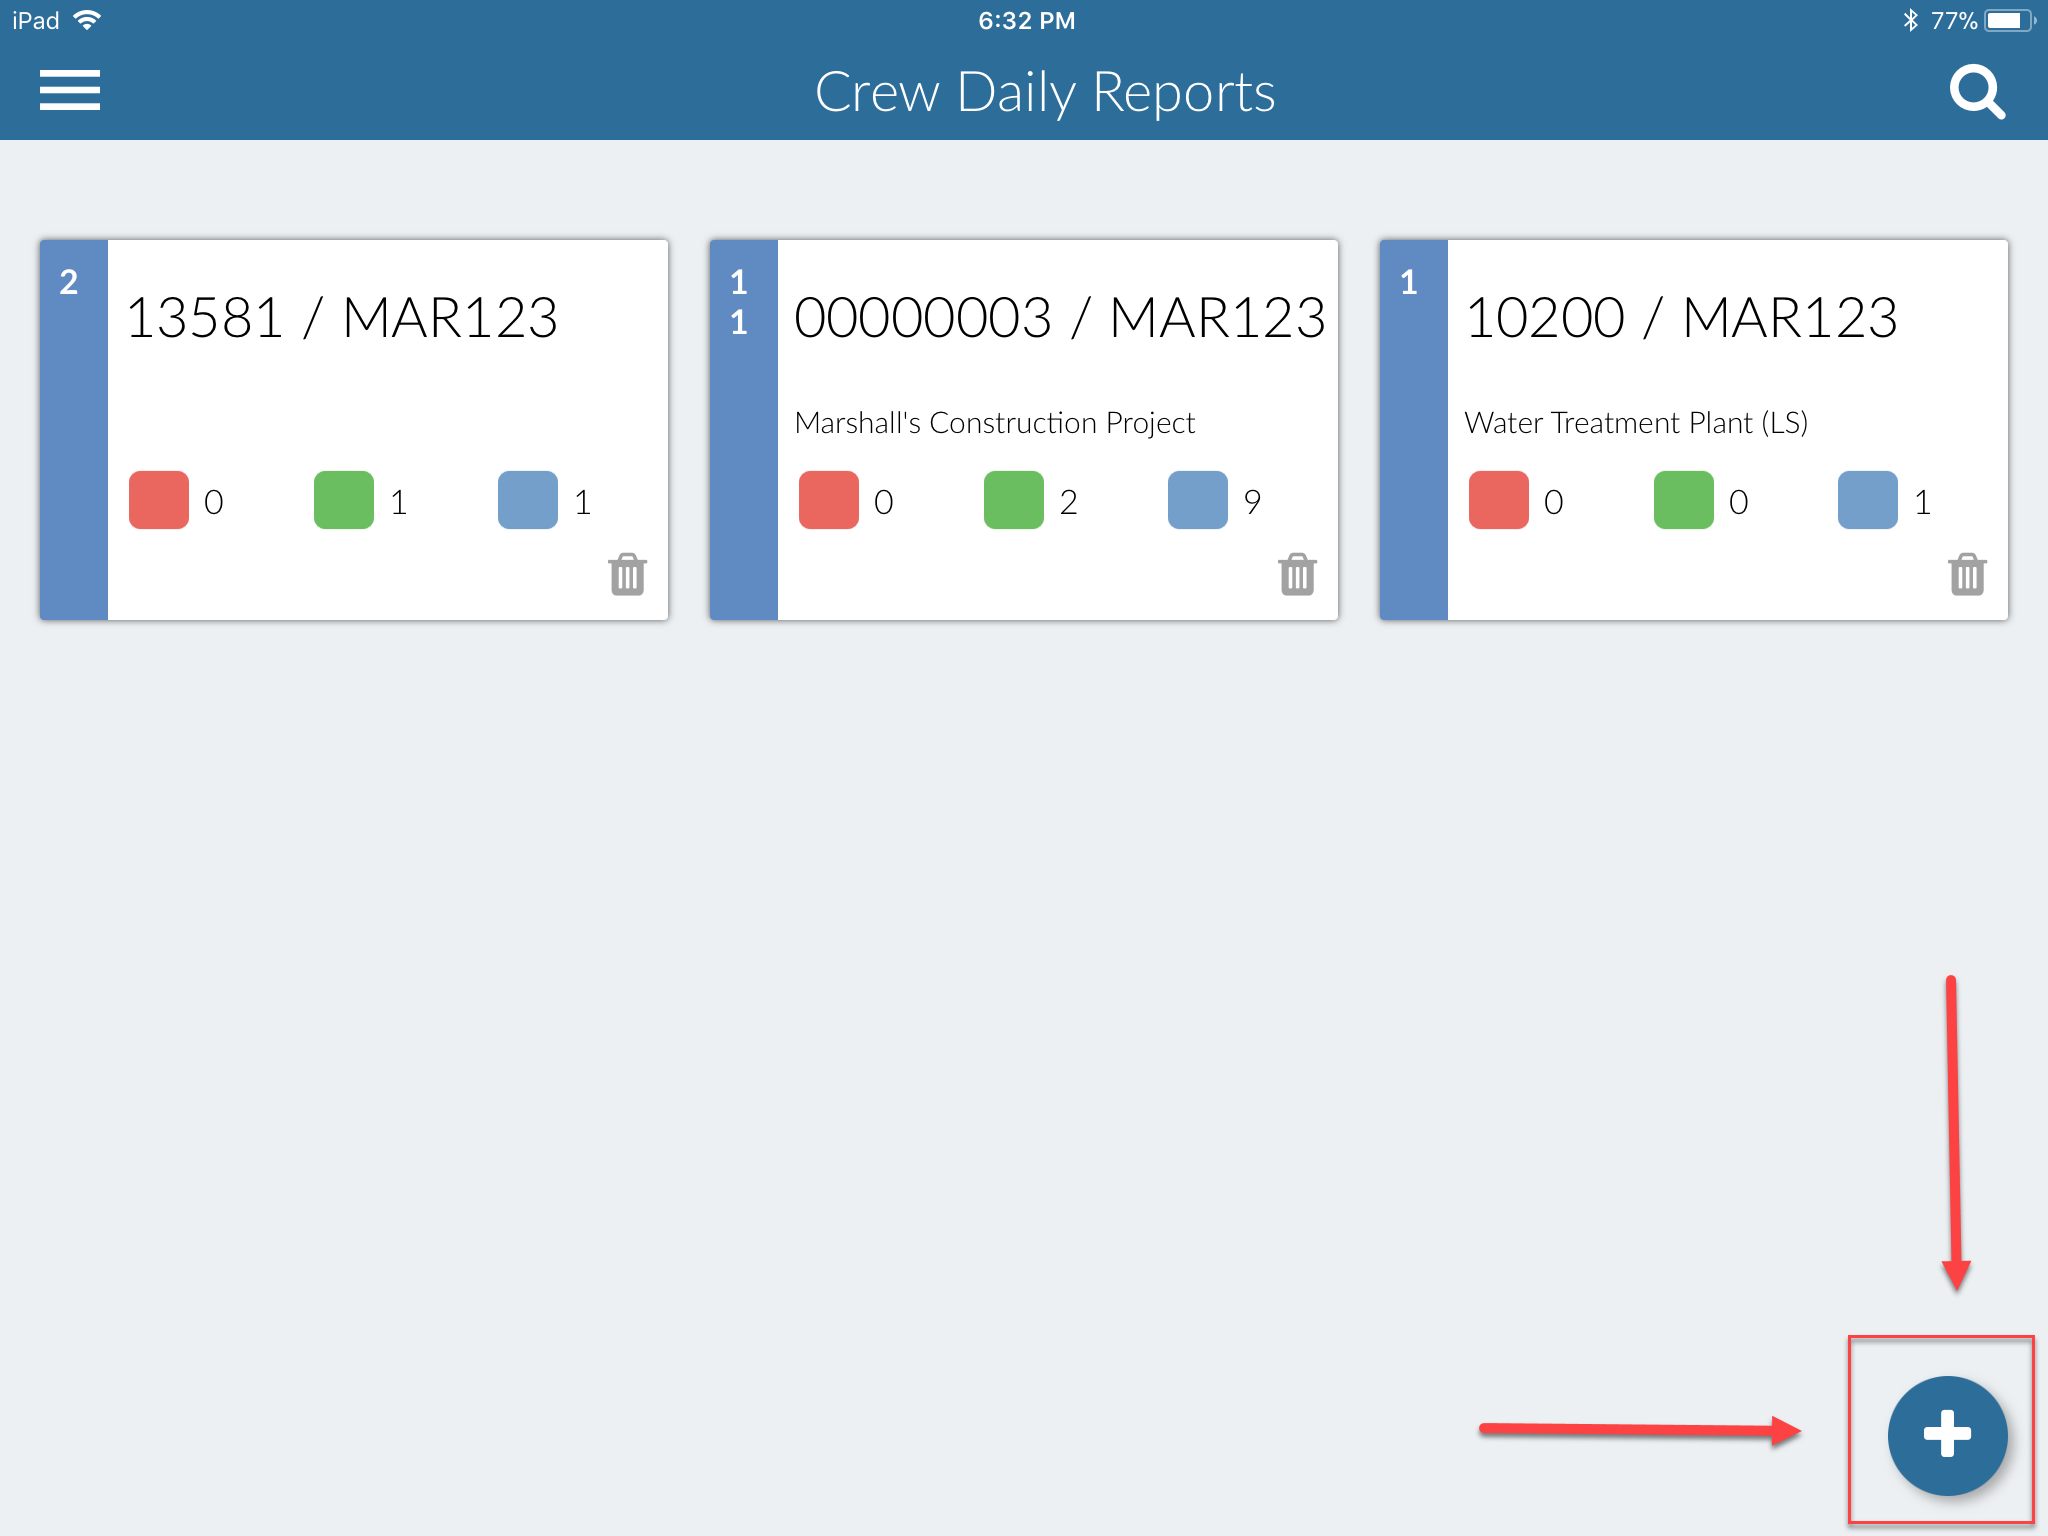 iPad 6:32 PM 77%
Crew Daily Reports
2
13581 / MAR123
0 1 1
1
1
00000003 / MAR123
Marshall's Construction Project
0 2 9
1
10200 / MAR123
Water Treatment Plant (LS)
0 0 1